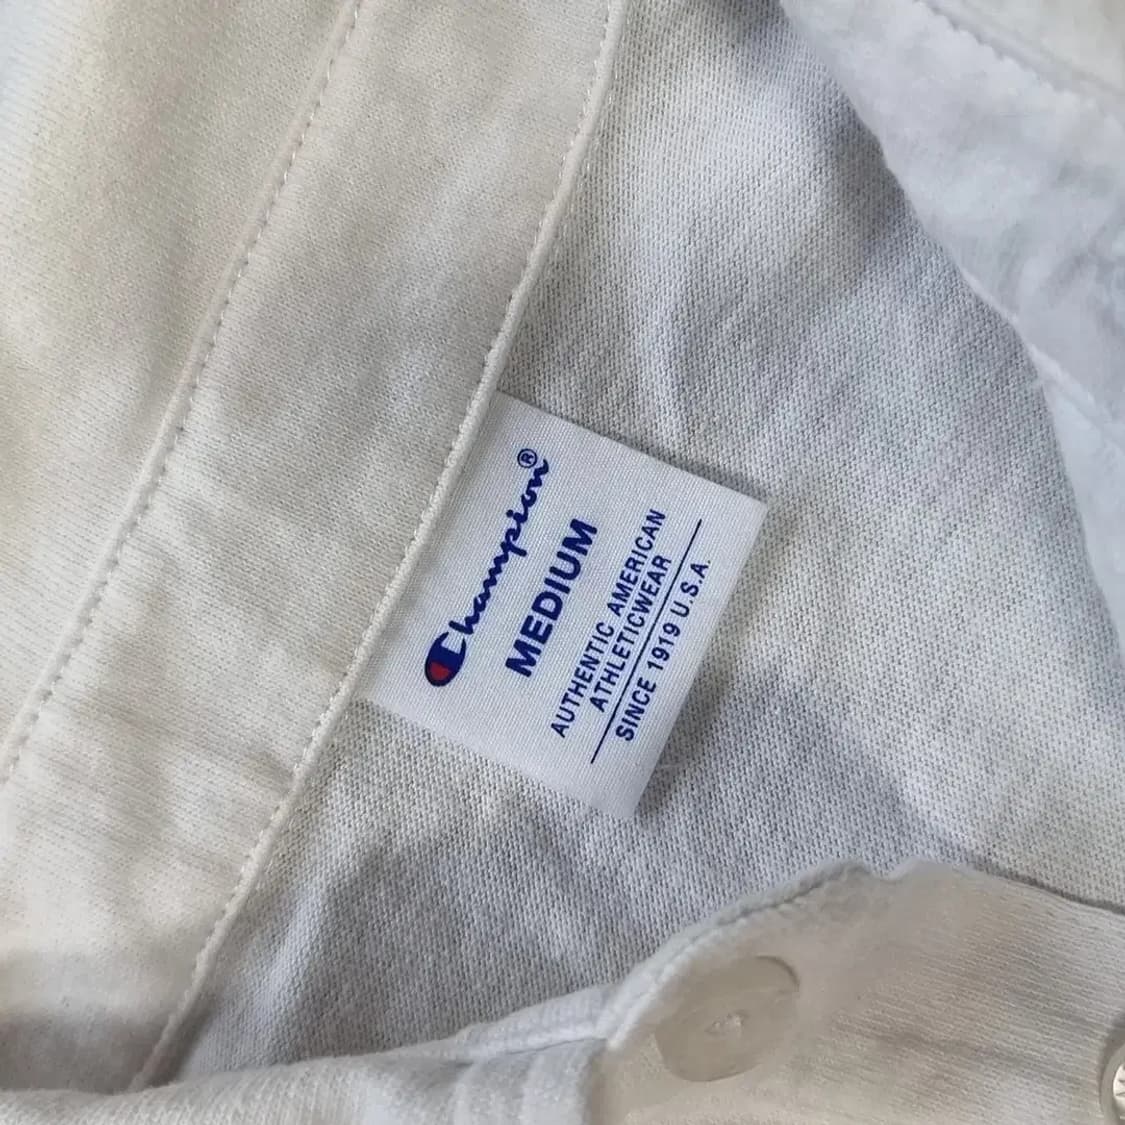 Champion®
MEDIUM
AUTHENTIC AMERICAN
ATHLETICWEAR
SINCE 1919 U.S.A